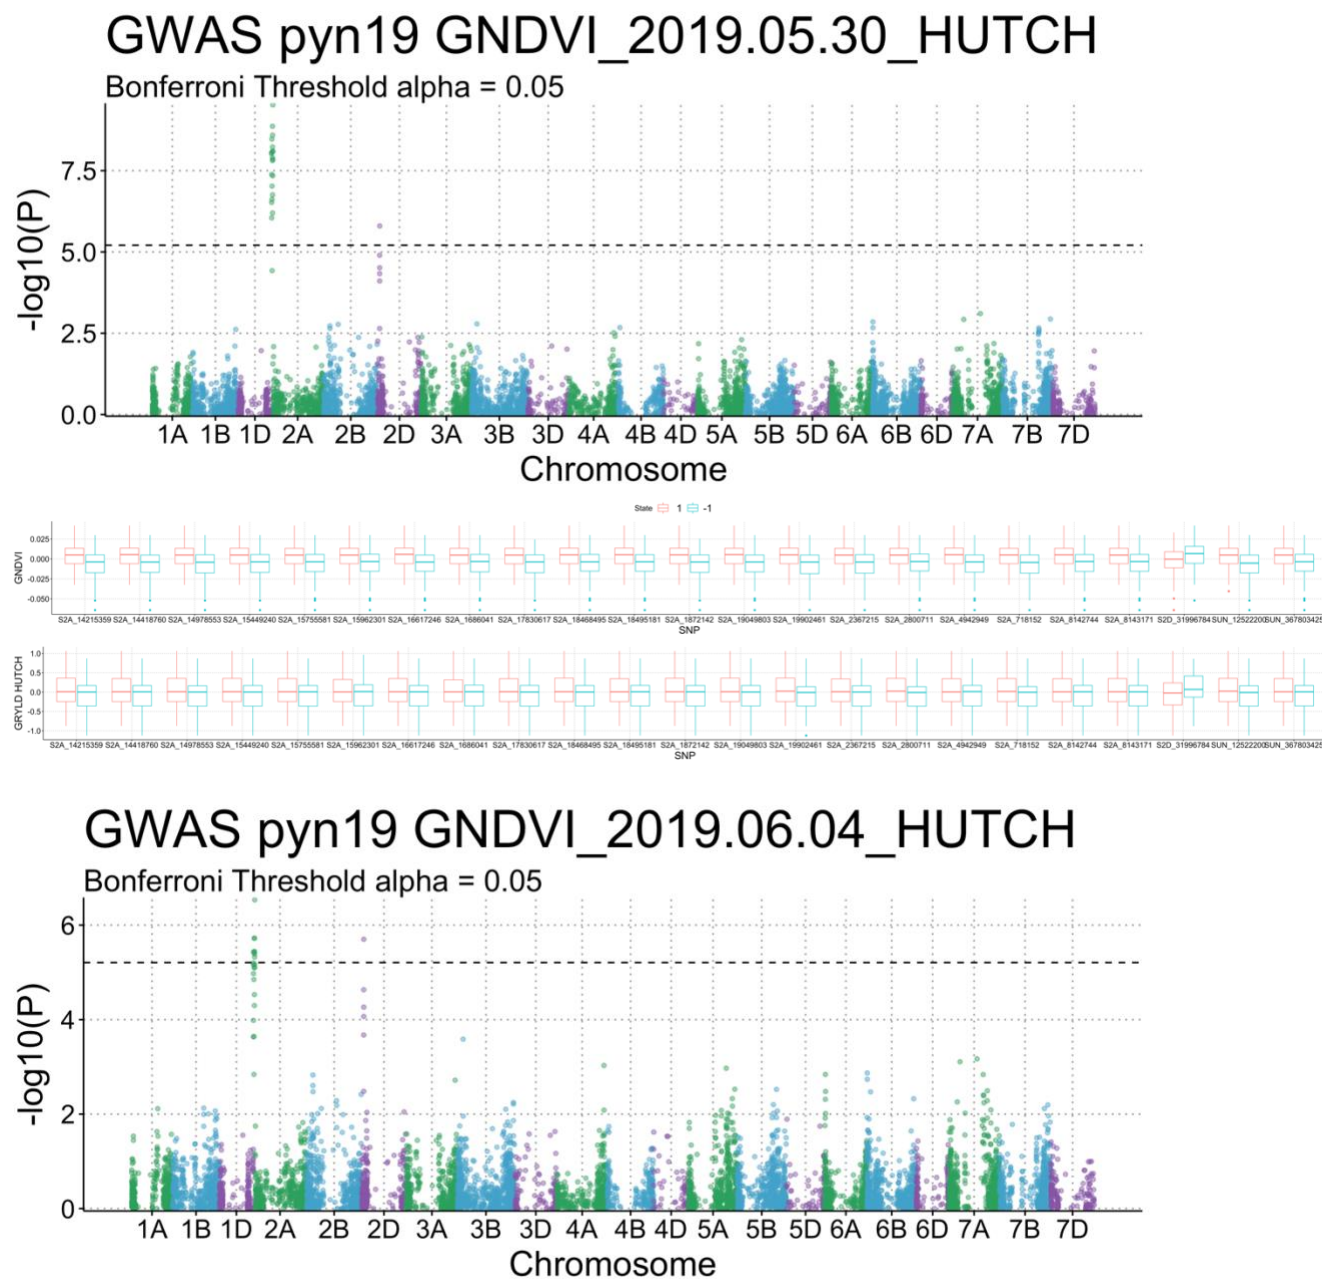 GWAS pyn19 GNDVI_2019.05.30_HUTCH
Bonferroni Threshold alpha = 0.05
-log10(P)
7.5
5.0
2.5
0.0
1A 1B 1D 2A 2B 2D 3A 3B 3D 4A 4B 4D 5A 5B 5D 6A 6B 6D 7A 7B 7D
Chromosome
State 1 -1
GNDVI
0.025
0.000
-0.025
-0.050
S2A_14215359 S2A_14418760 S2A_14978553 S2A_15449240 S2A_15755581 S2A_15962301 S2A_16617246 S2A_1686041 S2A_17830617 S2A_18468495 S2A_18495181 S2A_1872142 S2A_19049803 S2A_19902461 S2A_2367215 S2A_2800711 S2A_4942949 S2A_718152 S2A_8142744 S2A_8143171 S2D_31996784 SUN_12522200 SUN_367803425
SNP
GRYLD HUTCH
1.0
0.5
0.0
-0.5
-1.0
S2A_14215359 S2A_14418760 S2A_14978553 S2A_15449240 S2A_15755581 S2A_15962301 S2A_16617246 S2A_1686041 S2A_17830617 S2A_18468495 S2A_18495181 S2A_1872142 S2A_19049803 S2A_19902461 S2A_2367215 S2A_2800711 S2A_4942949 S2A_718152 S2A_8142744 S2A_8143171 S2D_31996784 SUN_12522200 SUN_367803425
SNP
GWAS pyn19 GNDVI_2019.06.04_HUTCH
Bonferroni Threshold alpha = 0.05
-log10(P)
6
4
2
0
1A 1B 1D 2A 2B 2D 3A 3B 3D 4A 4B 4D 5A 5B 5D 6A 6B 6D 7A 7B 7D
Chromosome